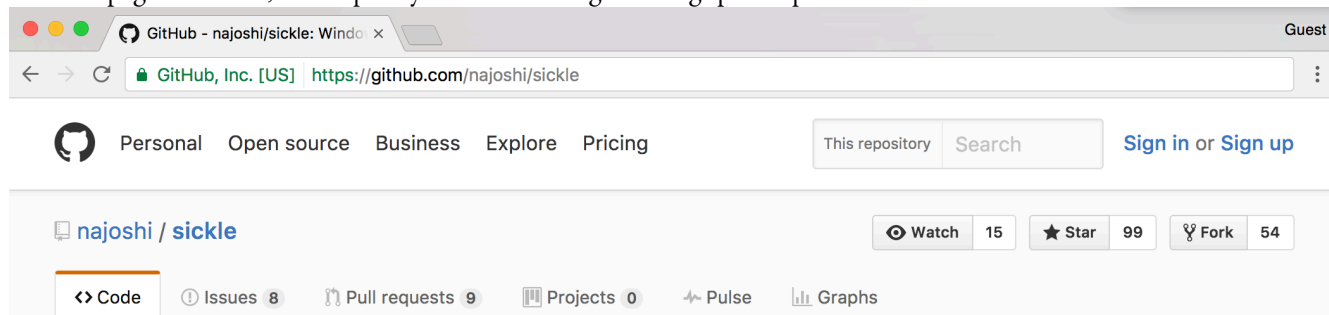 GitHub - najoshi/sickle: Windo
Guest
GitHub, Inc. [US] https://github.com/najoshi/sickle
Personal Open source Business Explore Pricing This repository Search Sign in or Sign up
najoshi / sickle Watch 15 Star 99 Fork 54
Code Issues 8 Pull requests 9 Projects 0 Pulse Graphs